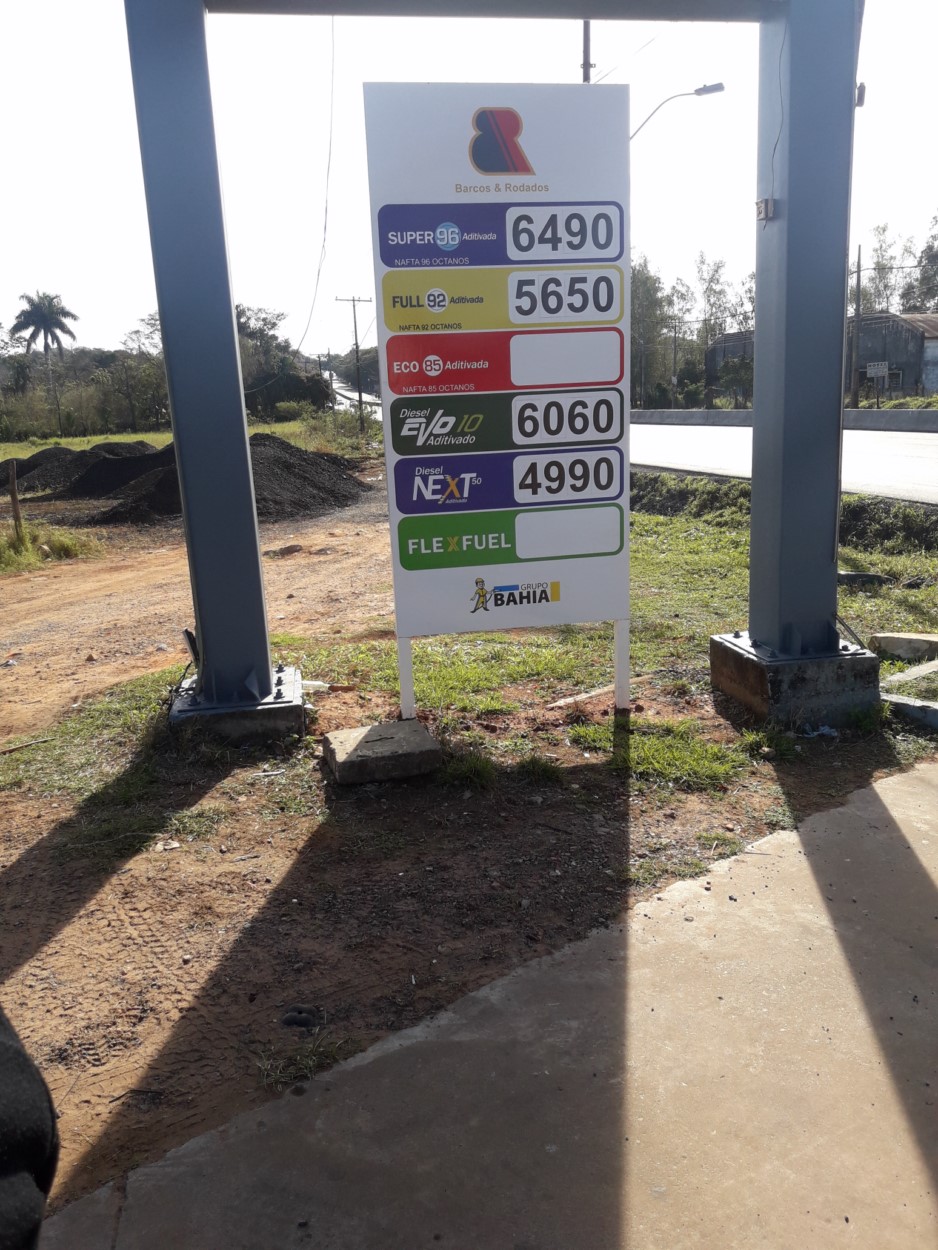 Barcos & Rodados
SUPER 96 Aditivada 6490
NAFTA 96 OCTANOS
FULL 92 Aditivada 5650
NAFTA 92 OCTANOS
ECO 85 Aditivada
NAFTA 85 OCTANOS
Diesel
EVO 10 6060
Aditivado
Diesel
NEXT 50 4990
Aditivado
FLEXFUEL
GRUPO
BAHIA